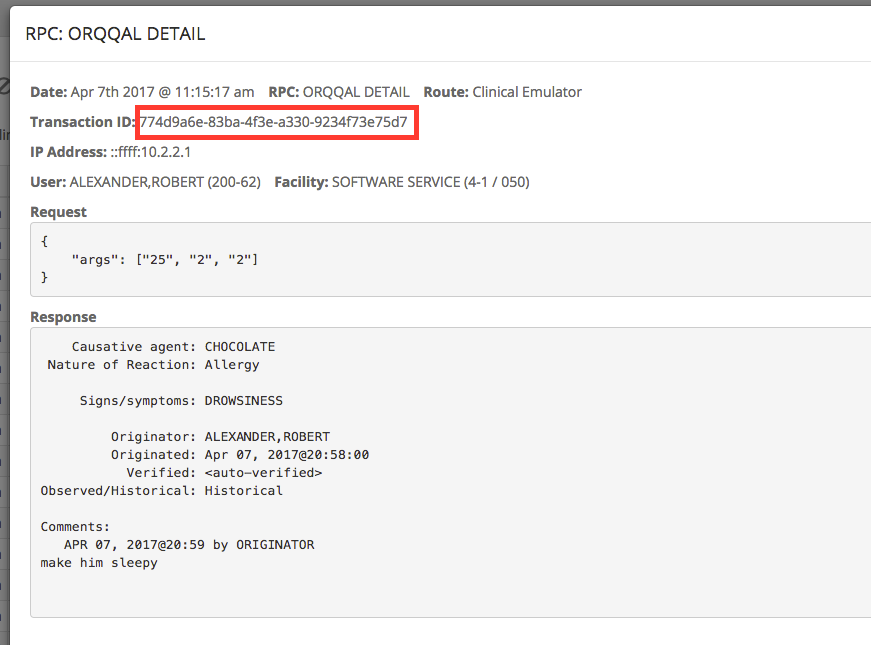 RPC: ORQQAL DETAIL
Date: Apr 7th 2017 @ 11:15:17 am RPC: ORQQAL DETAIL Route: Clinical Emulator
Transaction ID: 774d9a6e-83ba-4f3e-a330-9234f73e75d7
IP Address: ::ffff:10.2.2.1
User: ALEXANDER,ROBERT (200-62) Facility: SOFTWARE SERVICE (4-1 / 050)
Request
{
"args": ["25", "2", "2"]
}
Response
Causative agent: CHOCOLATE
Nature of Reaction: Allergy
Signs/symptoms: DROWSINESS
Originator: ALEXANDER,ROBERT
Originated: Apr 07, 2017@20:58:00
Verified: <auto-verified>
Observed/Historical: Historical
Comments:
APR 07, 2017@20:59 by ORIGINATOR
make him sleepy